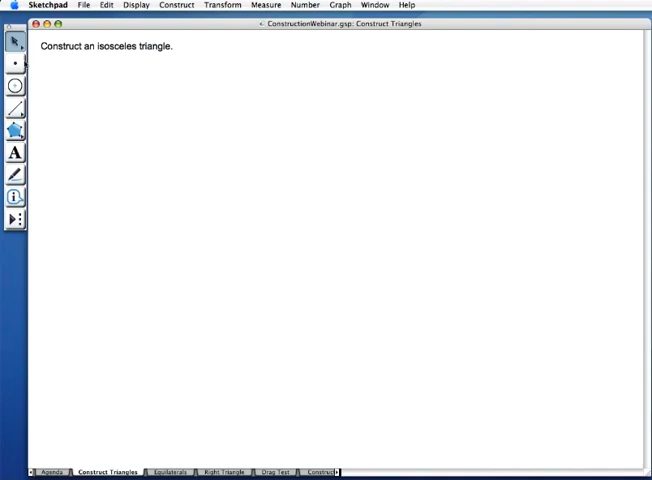 Sketchpad File Edit Display Construct Transform Measure Number Graph Window Help
ConstructionWebinar.gsp: Construct Triangles
Construct an isosceles triangle.
A
Agenda Construct Triangles Equilaterals Right Triangle Drag Test Construct